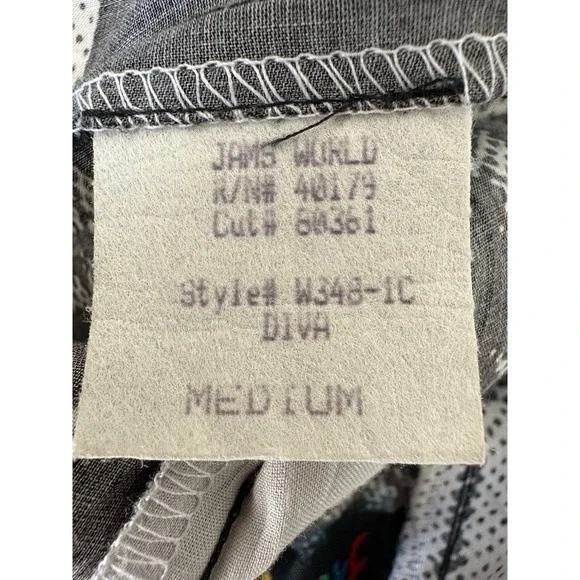 JAMS WORLD
R/N# 40179
Cut# 60361
Style# W348-1C
DIVA
MEDIUM